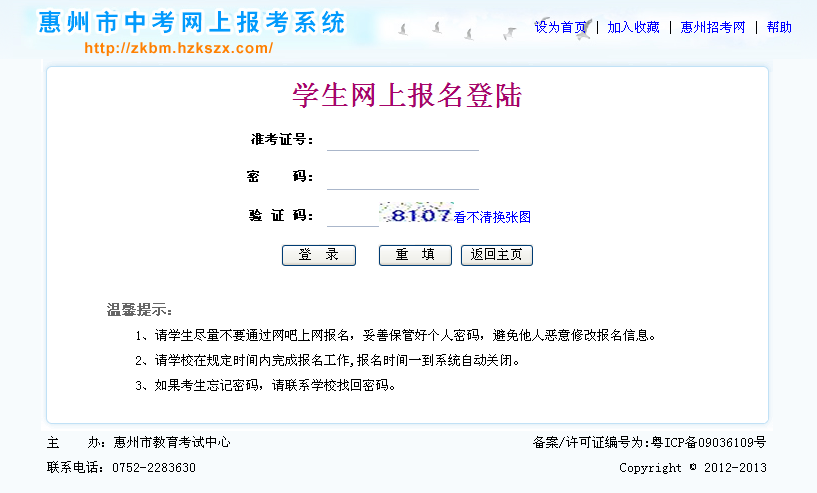 惠州市中考网上报考系统
http://zkbm.hzkszx.com/
设为首页 | 加入收藏 | 惠州招考网 | 帮助
学生网上报名登陆
准考证号：
密 码：
验 证 码： 8107 看不清换张图
登 录 重 填 返回主页
温馨提示：
1、请学生尽量不要通过网吧上网报名，妥善保管好个人密码，避免他人恶意修改报名信息。
2、请学校在规定时间内完成报名工作,报名时间一到系统自动关闭。
3、如果考生忘记密码，请联系学校找回密码。
主 办：惠州市教育考试中心 备案/许可证编号为:粤ICP备09036109号
联系电话：0752-2283630 Copyright © 2012-2013